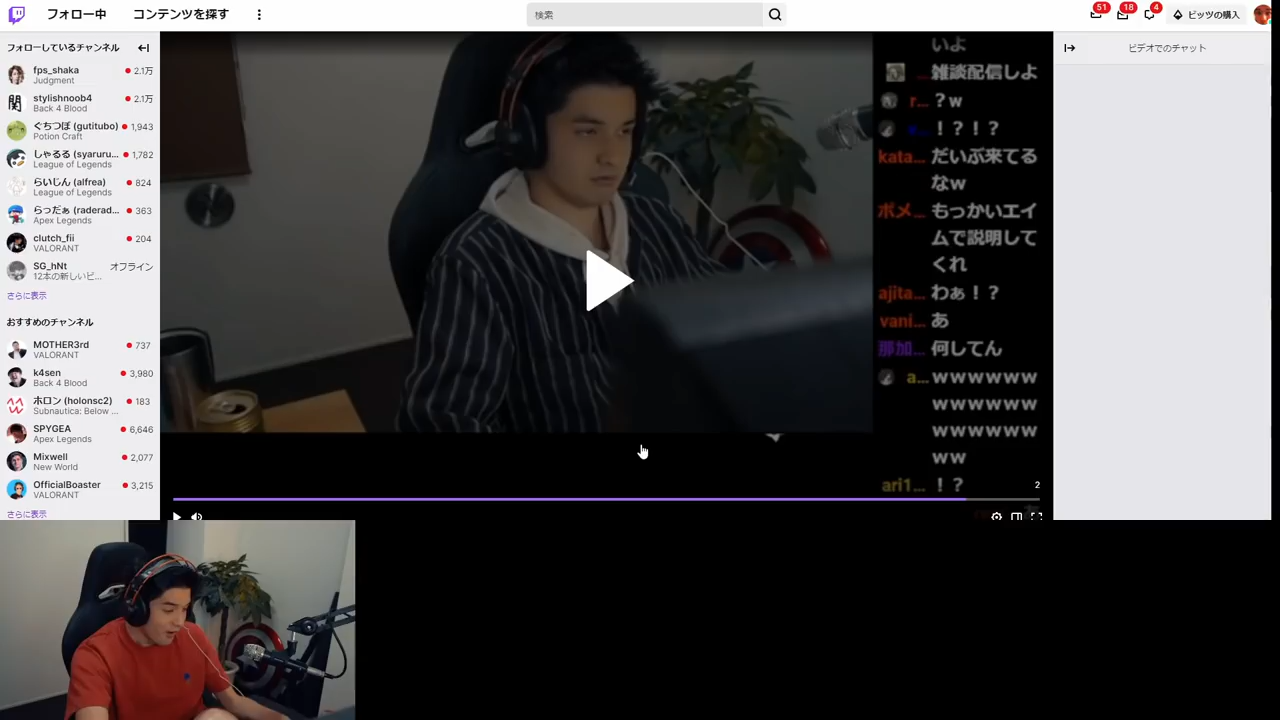 フォロー中
コンテンツを探す
検索
51
18
4
ビッツの購入
フォローしているチャンネル
fps_shaka
Judgment
2.1万
stylishnoob4
Back 4 Blood
2.1万
ぐちつぼ (gutitubo)
Potion Craft
1,943
しゃるる (syaruru...
League of Legends
1,782
らいじん (alfrea)
League of Legends
824
らっだぁ (raderad...
Apex Legends
363
clutch_fii
VALORANT
204
SG_hNt
12本の新しいビ...
オフライン
さらに表示
おすすめのチャンネル
MOTHER3rd
VALORANT
737
k4sen
Back 4 Blood
3,980
ホロン (holonsc2)
Subnautica: Below ...
183
SPYGEA
Apex Legends
6,646
Mixwell
New World
2,077
OfficialBoaster
VALORANT
3,215
さらに表示
いよ
雑談配信しよ
r... ？w
！？！？
kata... だいぶ来てる
なw
ポメ... もっかいエイ
ムで説明して
くれ
ajita... わぁ！？
vani... あ
那加... 何してん
a... wwwwww
wwwwww
wwwwww
ww
ari1... ！？
2
ビデオでのチャット